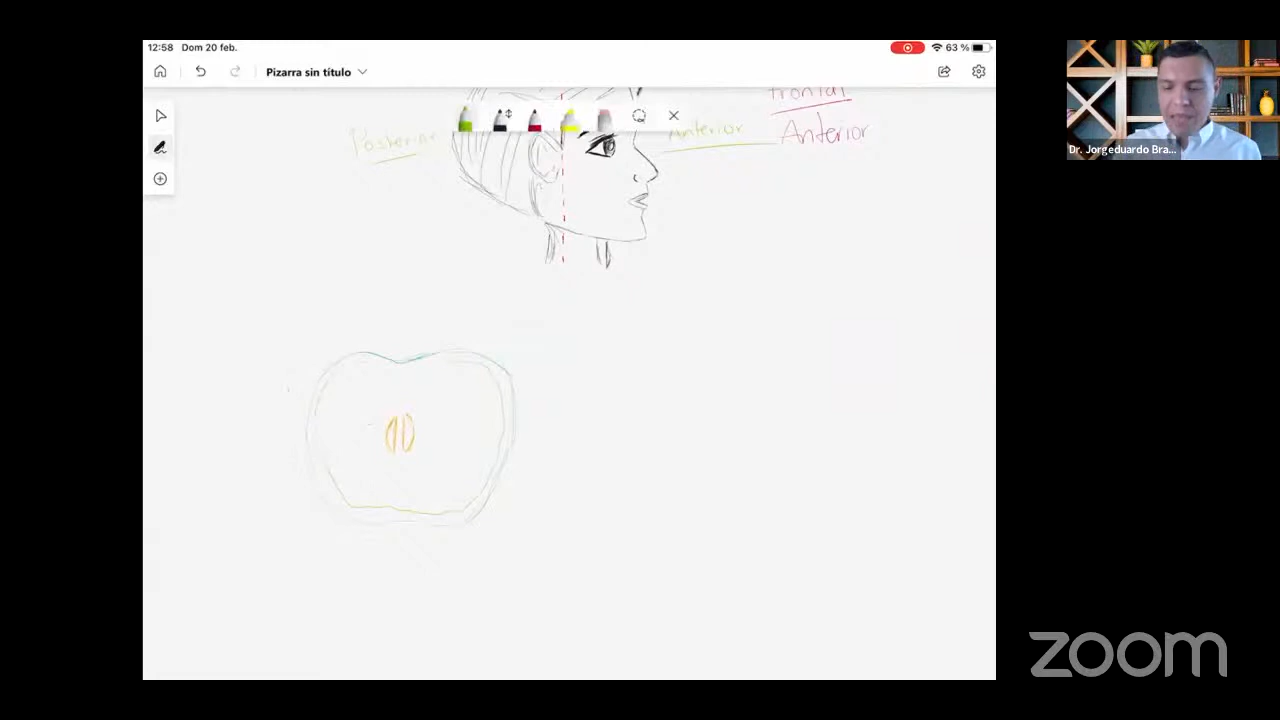 12:58 Dom 20 feb.
63 %
Pizarra sin título
frontal
Posterior
Anterior
Anterior
Dr. Jorgeduardo Bra...
zoom